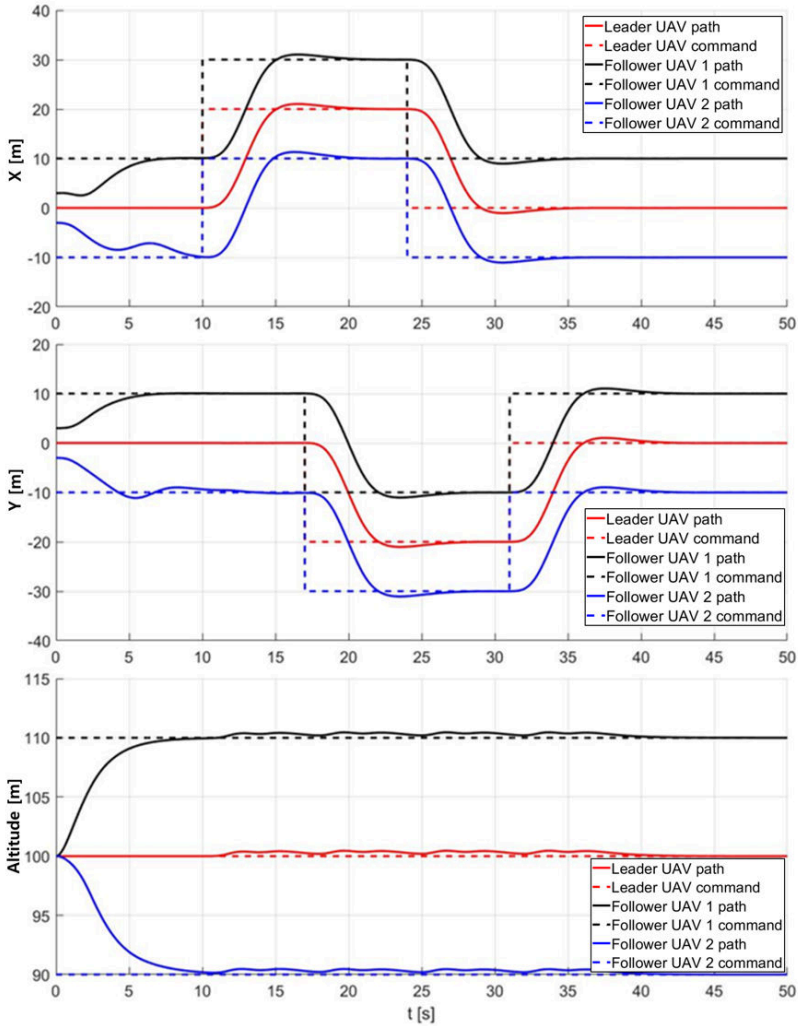 40
30
20
10
0
-10
-20
X [m]
0 5 10 15 20 25 30 35 40 45 50
Leader UAV path
Leader UAV command
Follower UAV 1 path
Follower UAV 1 command
Follower UAV 2 path
Follower UAV 2 command
20
10
0
-10
-20
-30
-40
Y [m]
0 5 10 15 20 25 30 35 40 45 50
Leader UAV path
Leader UAV command
Follower UAV 1 path
Follower UAV 1 command
Follower UAV 2 path
Follower UAV 2 command
115
110
105
100
95
90
Altitude [m]
0 5 10 15 20 25 30 35 40 45 50
t [s]
Leader UAV path
Leader UAV command
Follower UAV 1 path
Follower UAV 1 command
Follower UAV 2 path
Follower UAV 2 command